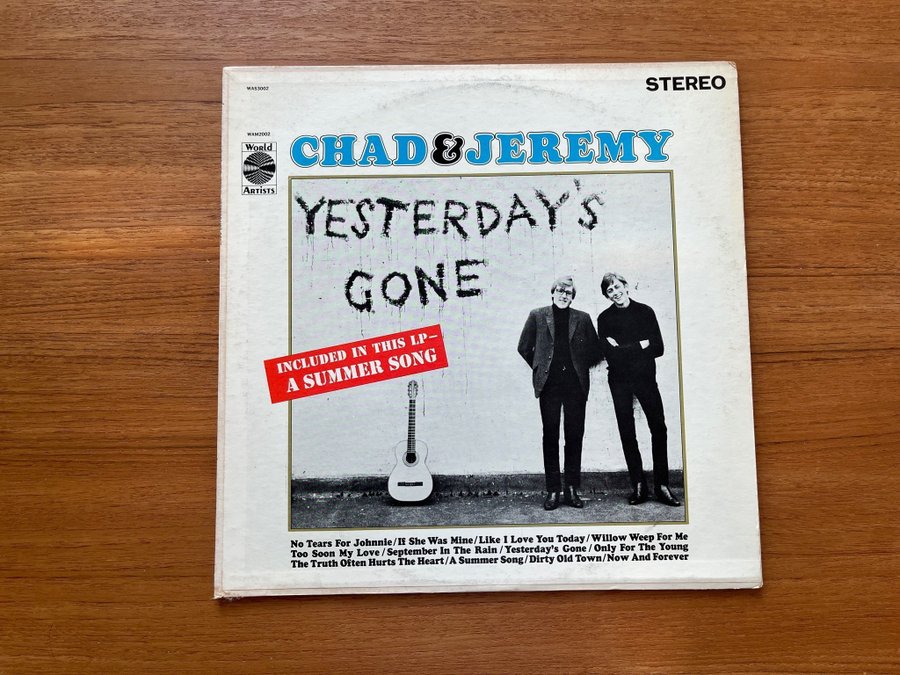 WAS3002
STEREO
WAM2002
World
Artists
CHAD & JEREMY
YESTERDAY'S
GONE
INCLUDED IN THIS LP—
A SUMMER SONG
No Tears For Johnnie/If She Was Mine/Like I Love You Today/Willow Weep For Me
Too Soon My Love/September In The Rain/Yesterday's Gone/Only For The Young
The Truth Often Hurts The Heart/A Summer Song/Dirty Old Town/Now And Forever